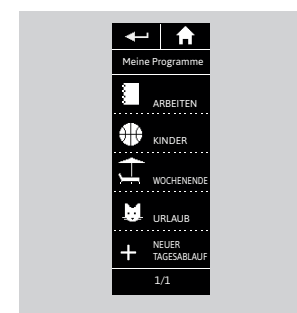 Meine Programme
ARBEITEN
KINDER
WOCHENENDE
URLAUB
NEUER
TAGESABLAUF
1/1